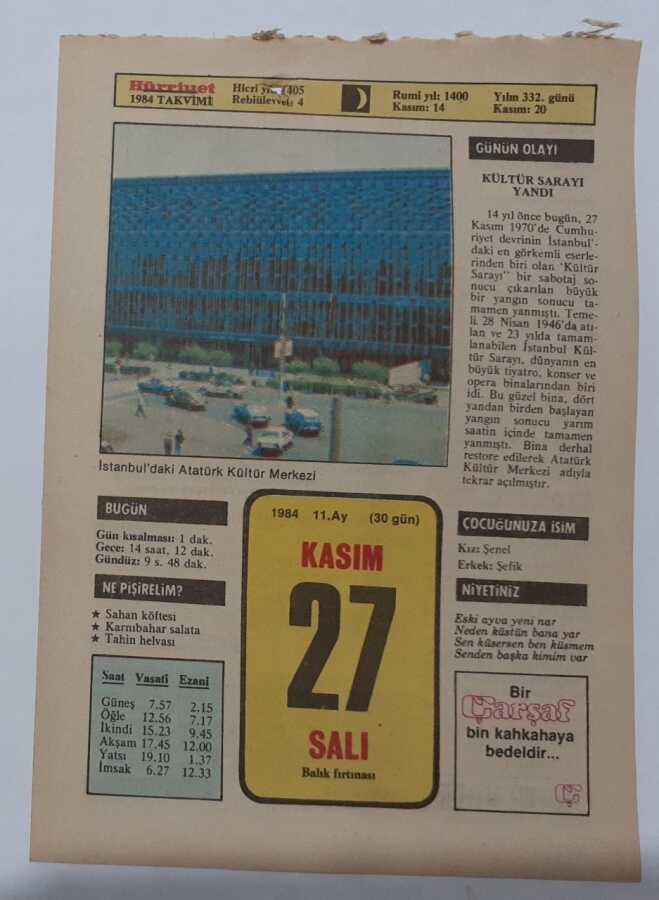 Hürriyet
1984 TAKVİMİ
Hicri 1405
Rebiülevvel: 4
Rumi yıl: 1400
Kasım: 14
Yılın 332. günü
Kasım: 20
GÜNÜN OLAYI
KÜLTÜR SARAYI
YANDI
14 yıl önce bugün, 27
Kasım 1970'de Cumhu-
riyet devrinin İstanbul'-
daki en görkemli eserle-
rinden biri olan 'Kültür
Sarayı" bir sabotaj so-
nucu çıkarılan büyük
bir yangın sonucu ta-
mamen yanmıştı. Teme-
li 28 Nisan 1946'da atı-
lan ve 23 yılda tamam-
lanabilen İstanbul Kül-
tür Sarayı, dünyanın en
büyük tiyatro, konser ve
opera binalarından biri
idi. Bu güzel bina, dört
yandan birden başlayan
yangın sonucu yarım
saatin içinde tamamen
yanmıştı. Bina derhal
restore edilerek Atatürk
Kültür Merkezi adıyla
tekrar açılmıştır.
İstanbul'daki Atatürk Kültür Merkezi
BUGÜN
Gün kısalması: 1 dak.
Gece: 14 saat, 12 dak.
Gündüz: 9 s. 48 dak.
NE PİŞİRELİM?
★ Sahan köftesi
★ Karnıbahar salata
★ Tahin helvası
Saat Vasati Ezani
Güneş 7.57 2.15
Öğle 12.56 7.17
İkindi 15.23 9.45
Akşam 17.45 12.00
Yatsı 19.10 1.37
İmsak 6.27 12.33
1984 11.Ay (30 gün)
KASIM
27
SALI
Balık fırtınası
ÇOCUĞUNUZA İSİM
Kız: Şenel
Erkek: Şefik
NİYETİNİZ
Eski ayva yeni nar
Neden küstün bana yar
Sen küsersen ben küsmem
Senden başka kimim var
Bir
Çarşaf
bin kahkahaya
bedeldir...
Ç